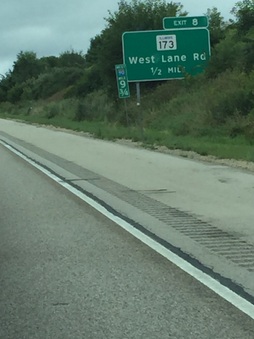 EXIT 8
ILLINOIS
173
West Lane Rd
1/2 MILE
9